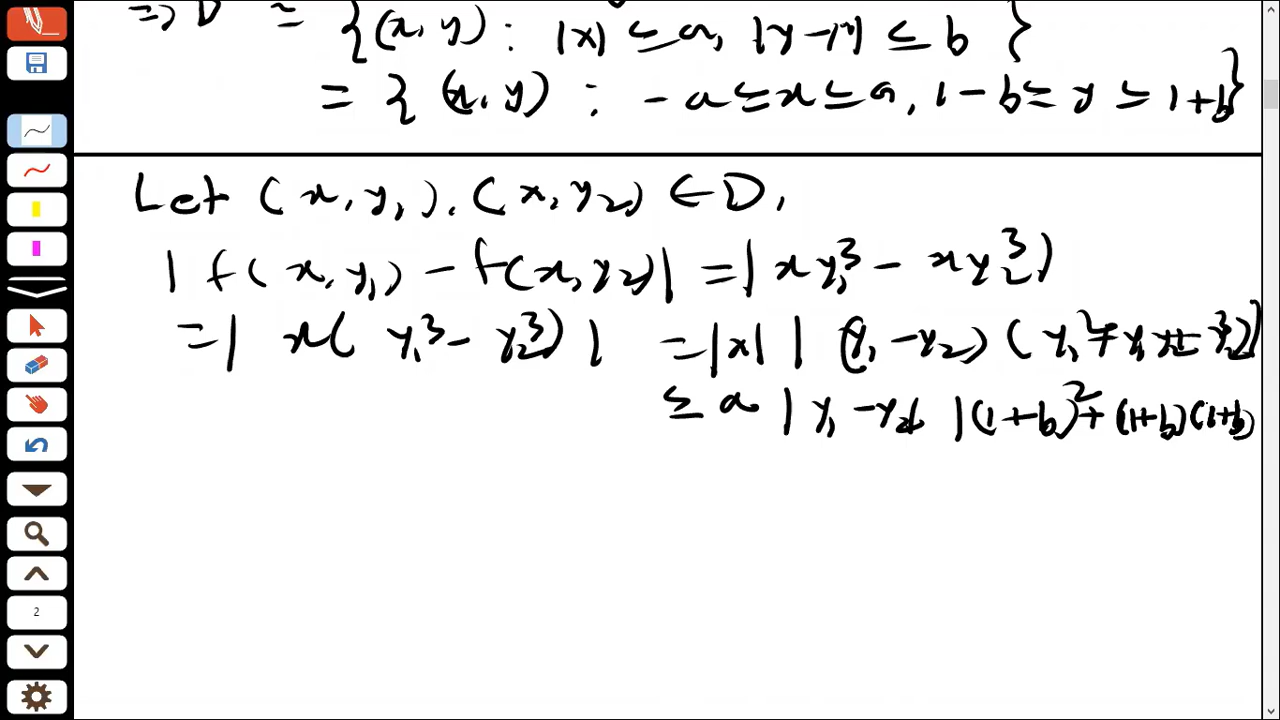 => D = {(x, y) : |x| ≤ a, |y - 1| ≤ b }
= { (x, y) : - a ≤ x ≤ a, 1 - b ≤ y ≤ 1 + b}
Let (x, y₁), (x, y₂) ∈ D,
| f(x, y₁) - f(x, y₂)| = |xy₁³ - xy₂³|
= | x( y₁³ - y₂³) | = |x| | (y₁ - y₂) (y₁² + y₁y₂ + y₂²)|
≤ a | y₁ - y₂| |(1 + b)² + (1+b)(1+b)
2